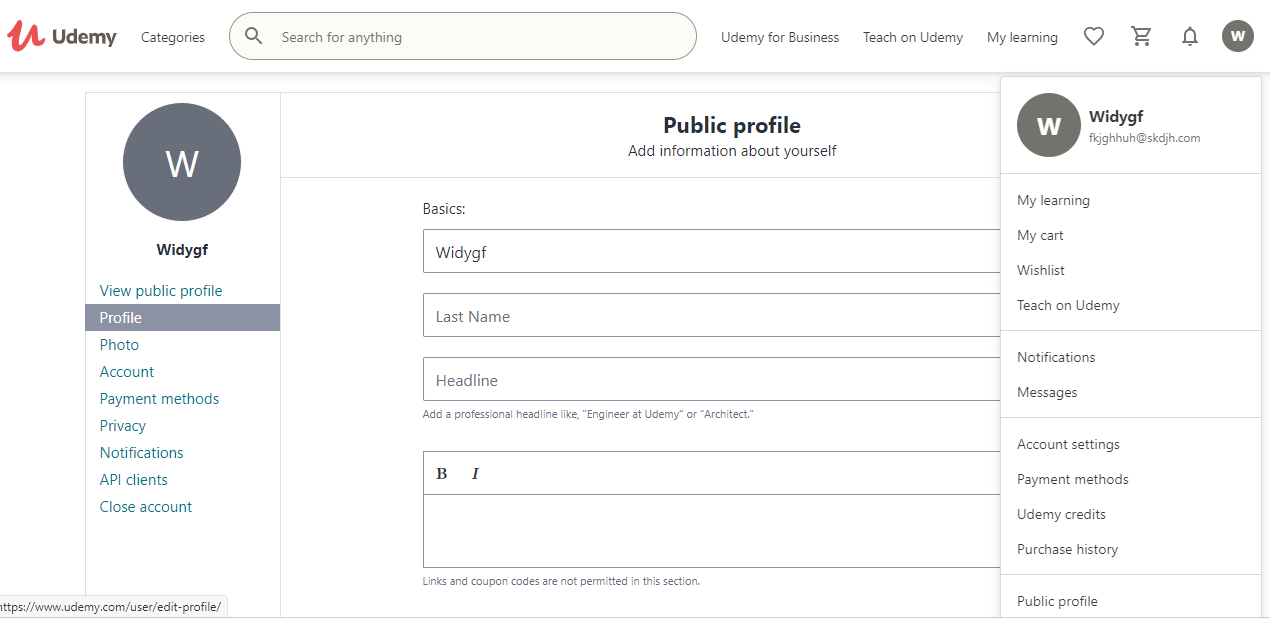 Udemy
Categories
Search for anything
Udemy for Business
Teach on Udemy
My learning
W
W
Widygf
View public profile
Profile
Photo
Account
Payment methods
Privacy
Notifications
API clients
Close account
Public profile
Add information about yourself
Basics:
Widygf
Last Name
Headline
Add a professional headline like, "Engineer at Udemy" or "Architect."
B I
Links and coupon codes are not permitted in this section.
W
Widygf
fkjghhuh@skdjh.com
My learning
My cart
Wishlist
Teach on Udemy
Notifications
Messages
Account settings
Payment methods
Udemy credits
Purchase history
Public profile
https://www.udemy.com/user/edit-profile/